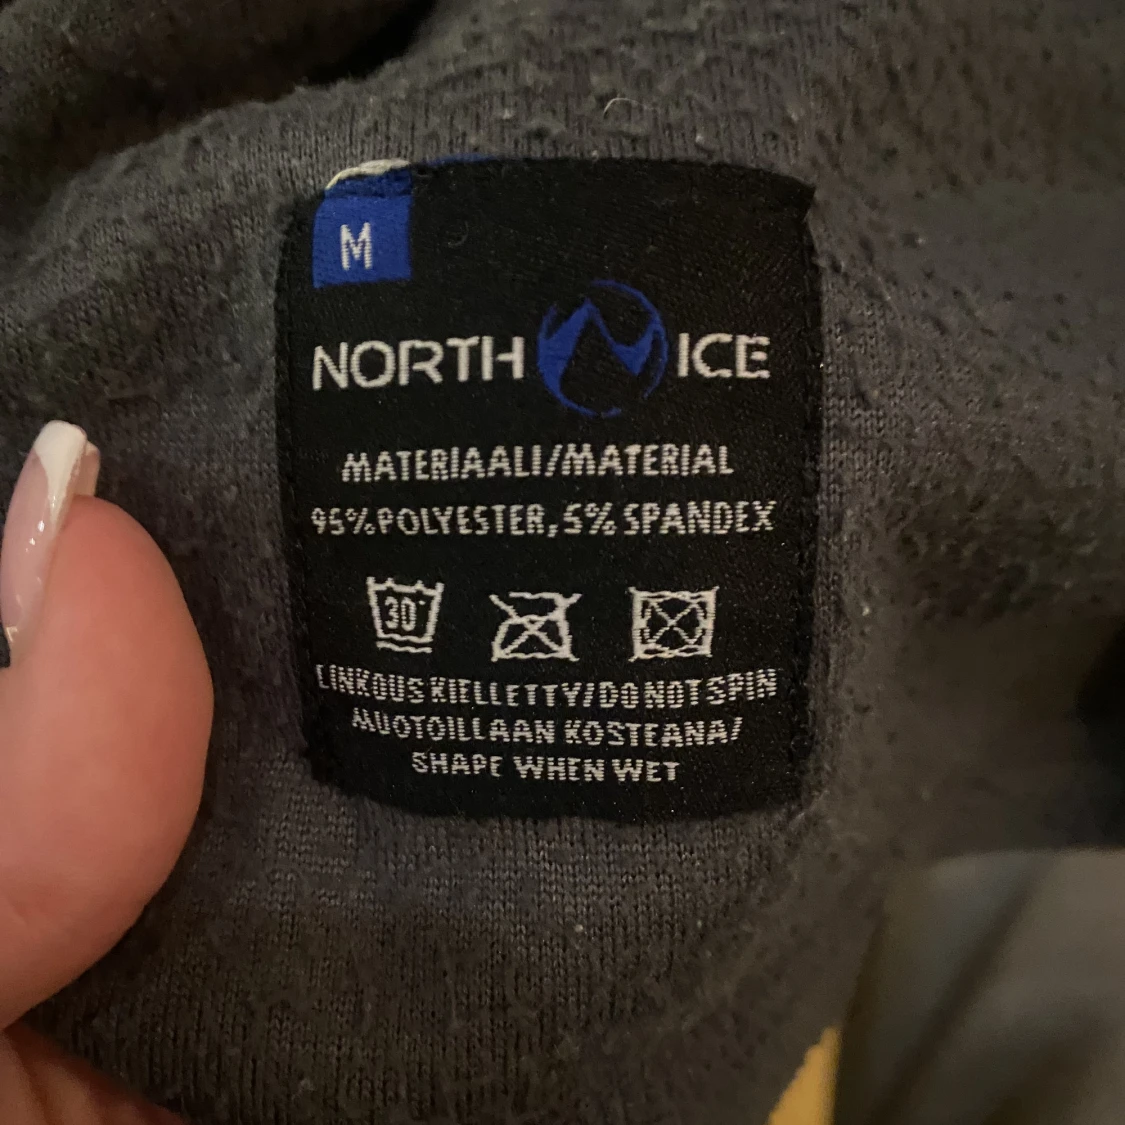 M
NORTH ICE
MATERIAALI/MATERIAL
95% POLYESTER, 5% SPANDEX
30°
LINKOUS KIELLETTY/DO NOT SPIN
MUOTOILLAAN KOSTEANA/
SHAPE WHEN WET